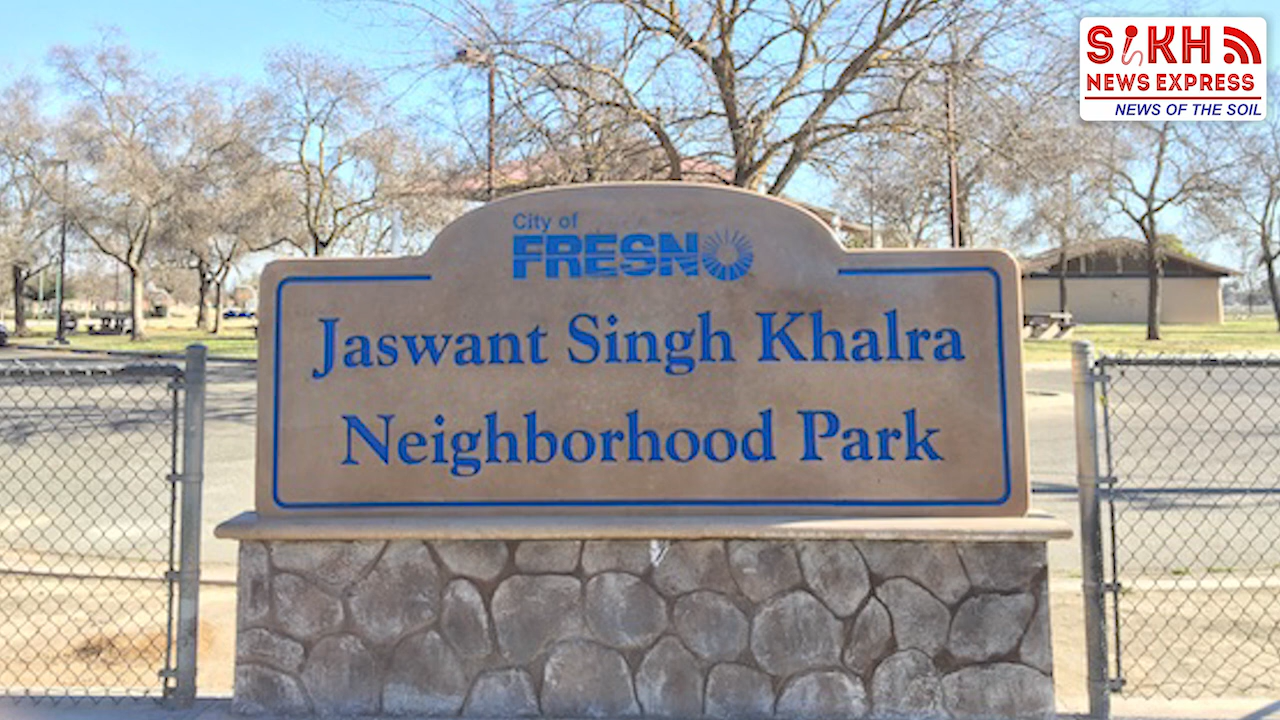 SiKH
NEWS EXPRESS
NEWS OF THE SOIL
City of
FRESNO
Jaswant Singh Khalra
Neighborhood Park